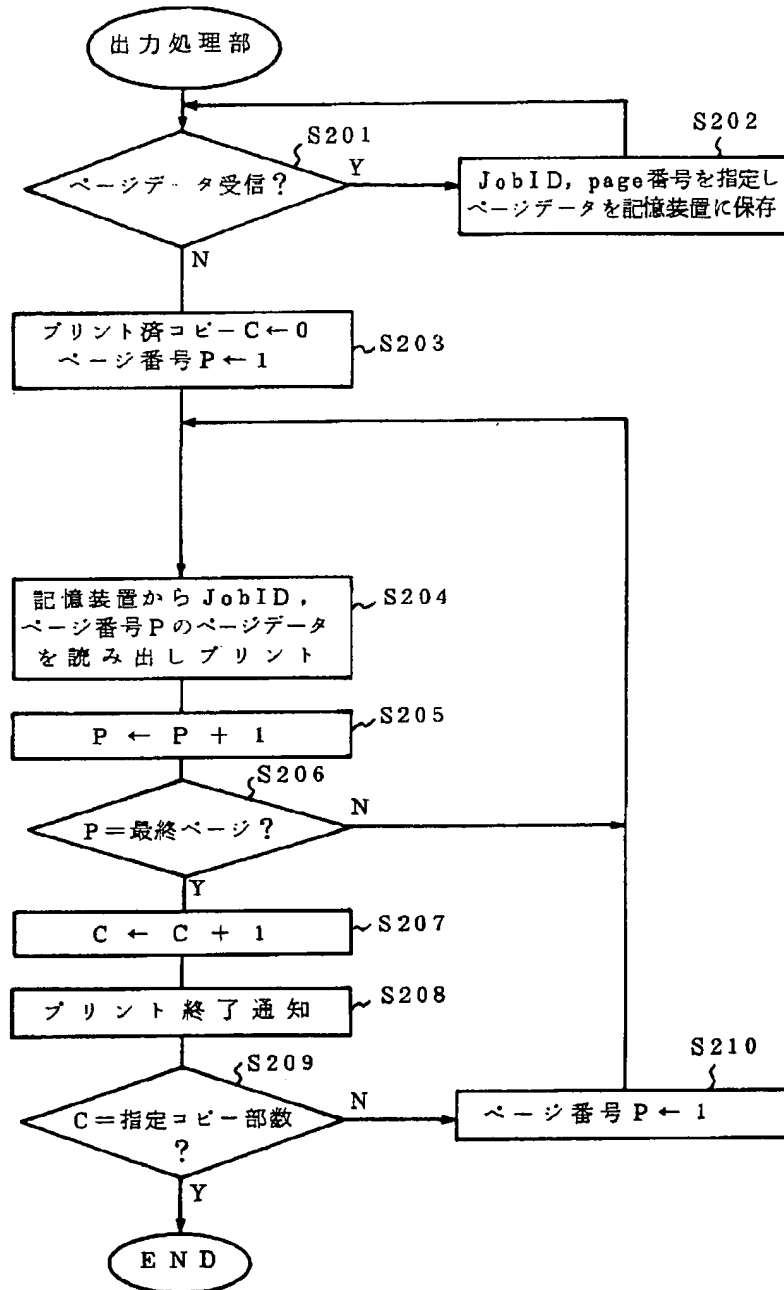 出力処理部
S201
ページデータ受信?
Y
N
S202
JobID, page番号を指定し
ページデータを記憶装置に保存
プリント済コピーC←0
ページ番号P←1
S203
記憶装置からJobID,
ページ番号Pのページデータ
を読み出しプリント
S204
P ← P + 1
S205
S206
P=最終ページ?
N
Y
C ← C + 1
S207
プリント終了通知
S208
S209
C=指定コピー部数
?
N
Y
S210
ページ番号P←1
END